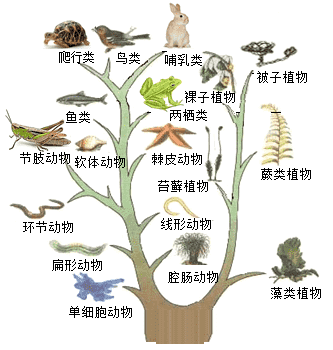 爬行类 鸟类 哺乳类
被子植物
裸子植物
鱼类 两栖类
节肢动物 软体动物 棘皮动物
蕨类植物
苔藓植物
环节动物 线形动物
扁形动物 腔肠动物
单细胞动物 藻类植物